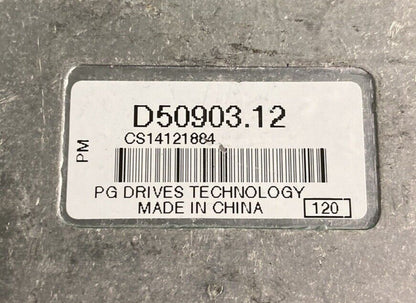 D50903.12
CS14121884
PM
PG DRIVES TECHNOLOGY
MADE IN CHINA
120